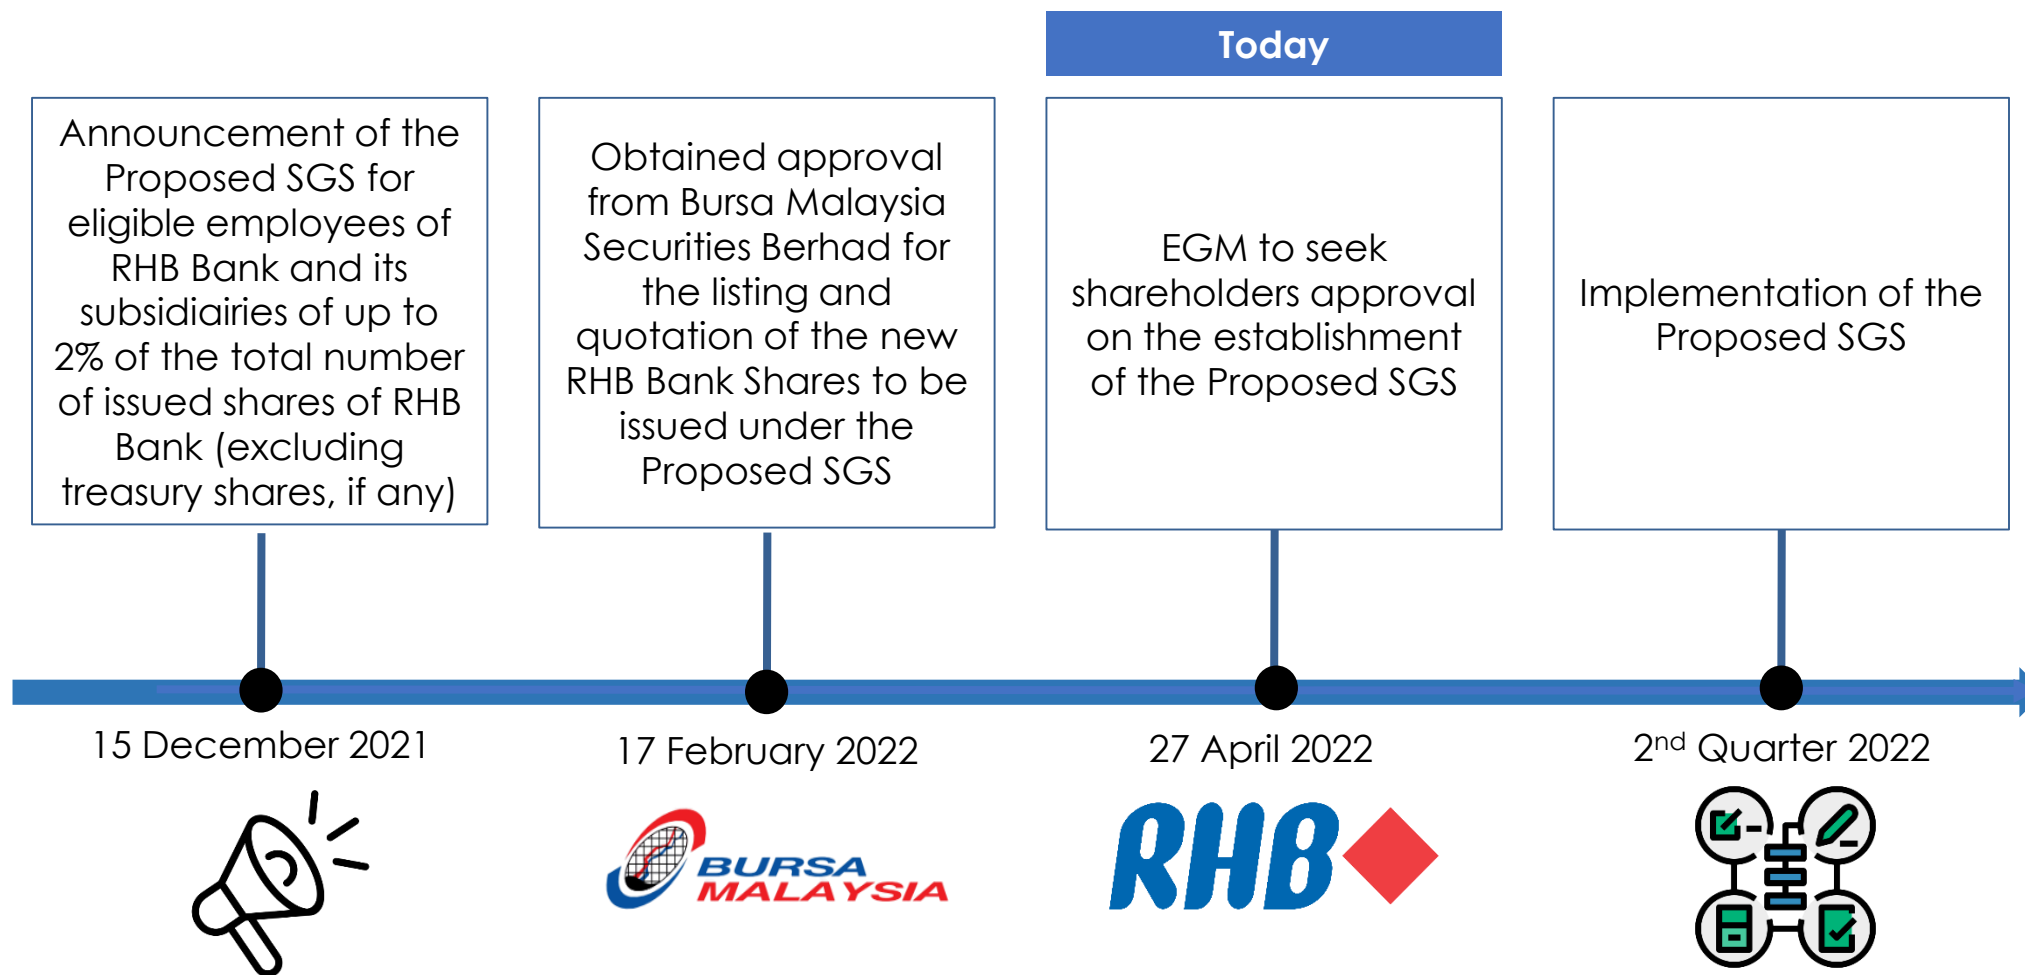 Today
Announcement of the
Proposed SGS for
eligible employees of
RHB Bank and its
subsidiairies of up to
2% of the total number
of issued shares of RHB
Bank (excluding
treasury shares, if any)
Obtained approval
from Bursa Malaysia
Securities Berhad for
the listing and
quotation of the new
RHB Bank Shares to be
issued under the
Proposed SGS
EGM to seek
shareholders approval
on the establishment
of the Proposed SGS
Implementation of the
Proposed SGS
15 December 2021
17 February 2022
27 April 2022
2nd Quarter 2022
BURSA
MALAYSIA
RHB